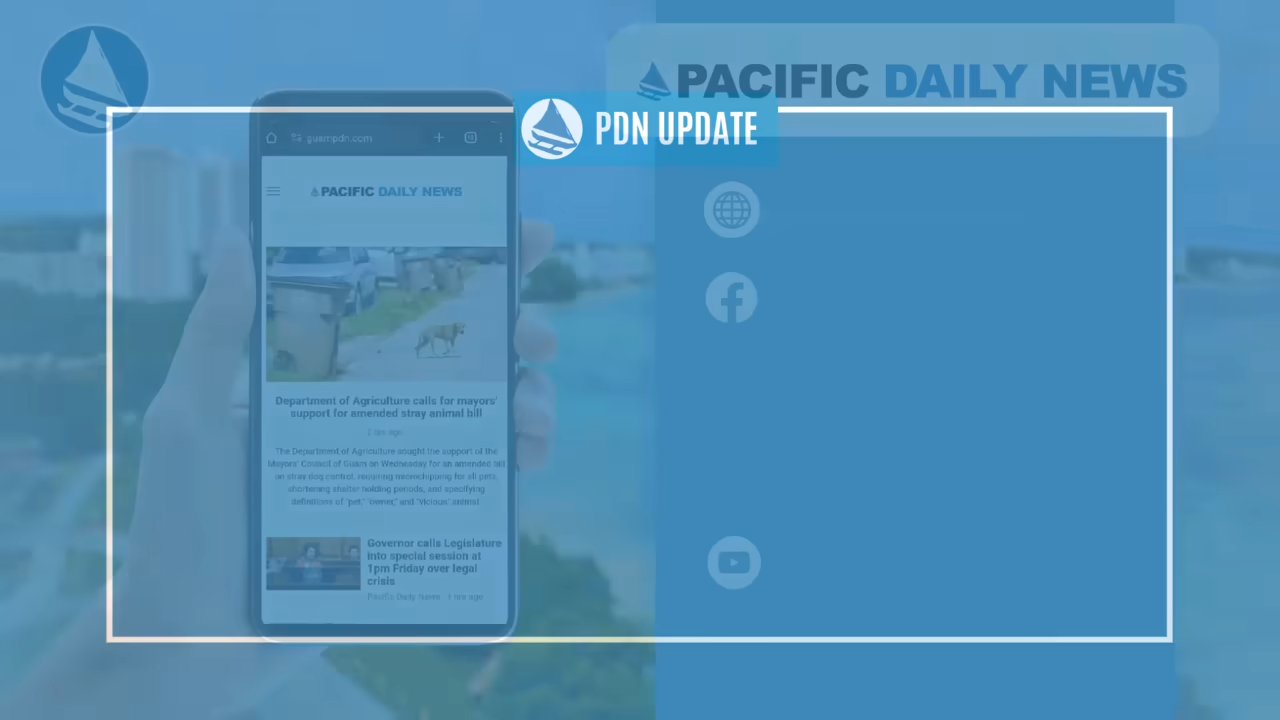 PACIFIC DAILY NEWS
PDN UPDATE
guampdn.com
PACIFIC DAILY NEWS
Department of Agriculture calls for mayors'
support for amended stray animal bill
hrs ago
The Department of Agriculture sought the support of the
Mayors' Council of Guam on Wednesday for an amended bill
on stray dog control, requiring microchipping for all pets,
shortening shelter holding periods, and specifying
definitions of "pet," "owner," and "vicious" animal.
Governor calls Legislature
into special session at
1pm Friday over legal
crisis
Pacific Daily News
hrs ago